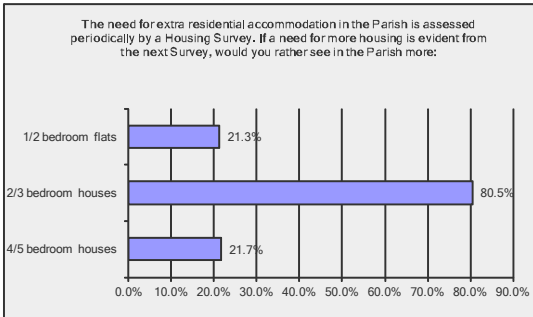 The need for extra residential accommodation in the Parish is assessed
periodically by a Housing Survey. If a need for more housing is evident from
the next Survey, would you rather see in the Parish more:
1/2 bedroom flats
21.3%
2/3 bedroom houses
80.5%
4/5 bedroom houses
21.7%
0.0% 10.0% 20.0% 30.0% 40.0% 50.0% 60.0% 70.0% 80.0% 90.0%